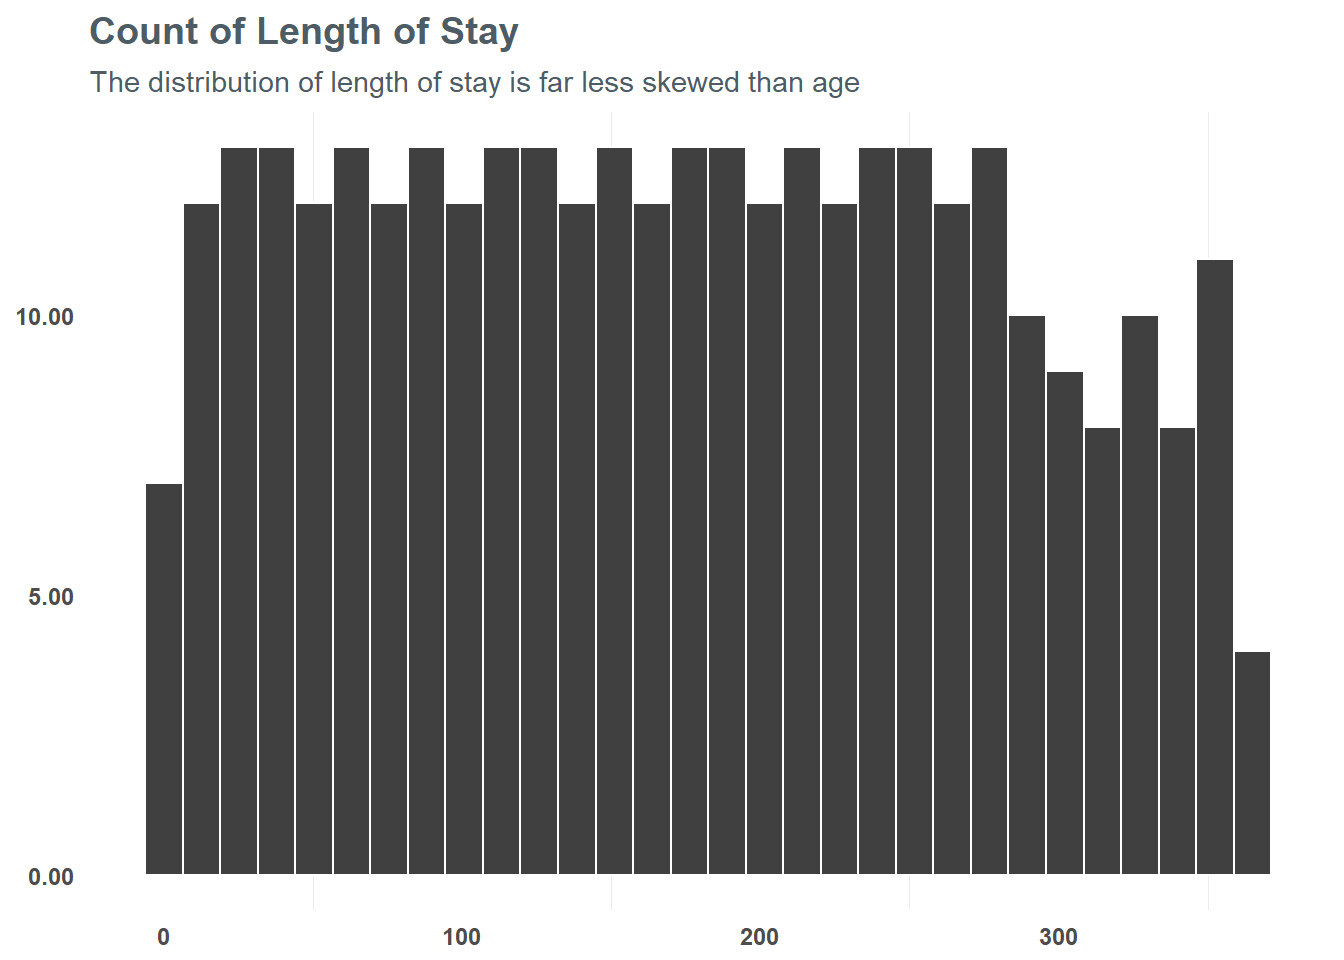 Count of Length of Stay
The distribution of length of stay is far less skewed than age
10.00
5.00
0.00
0 100 200 300